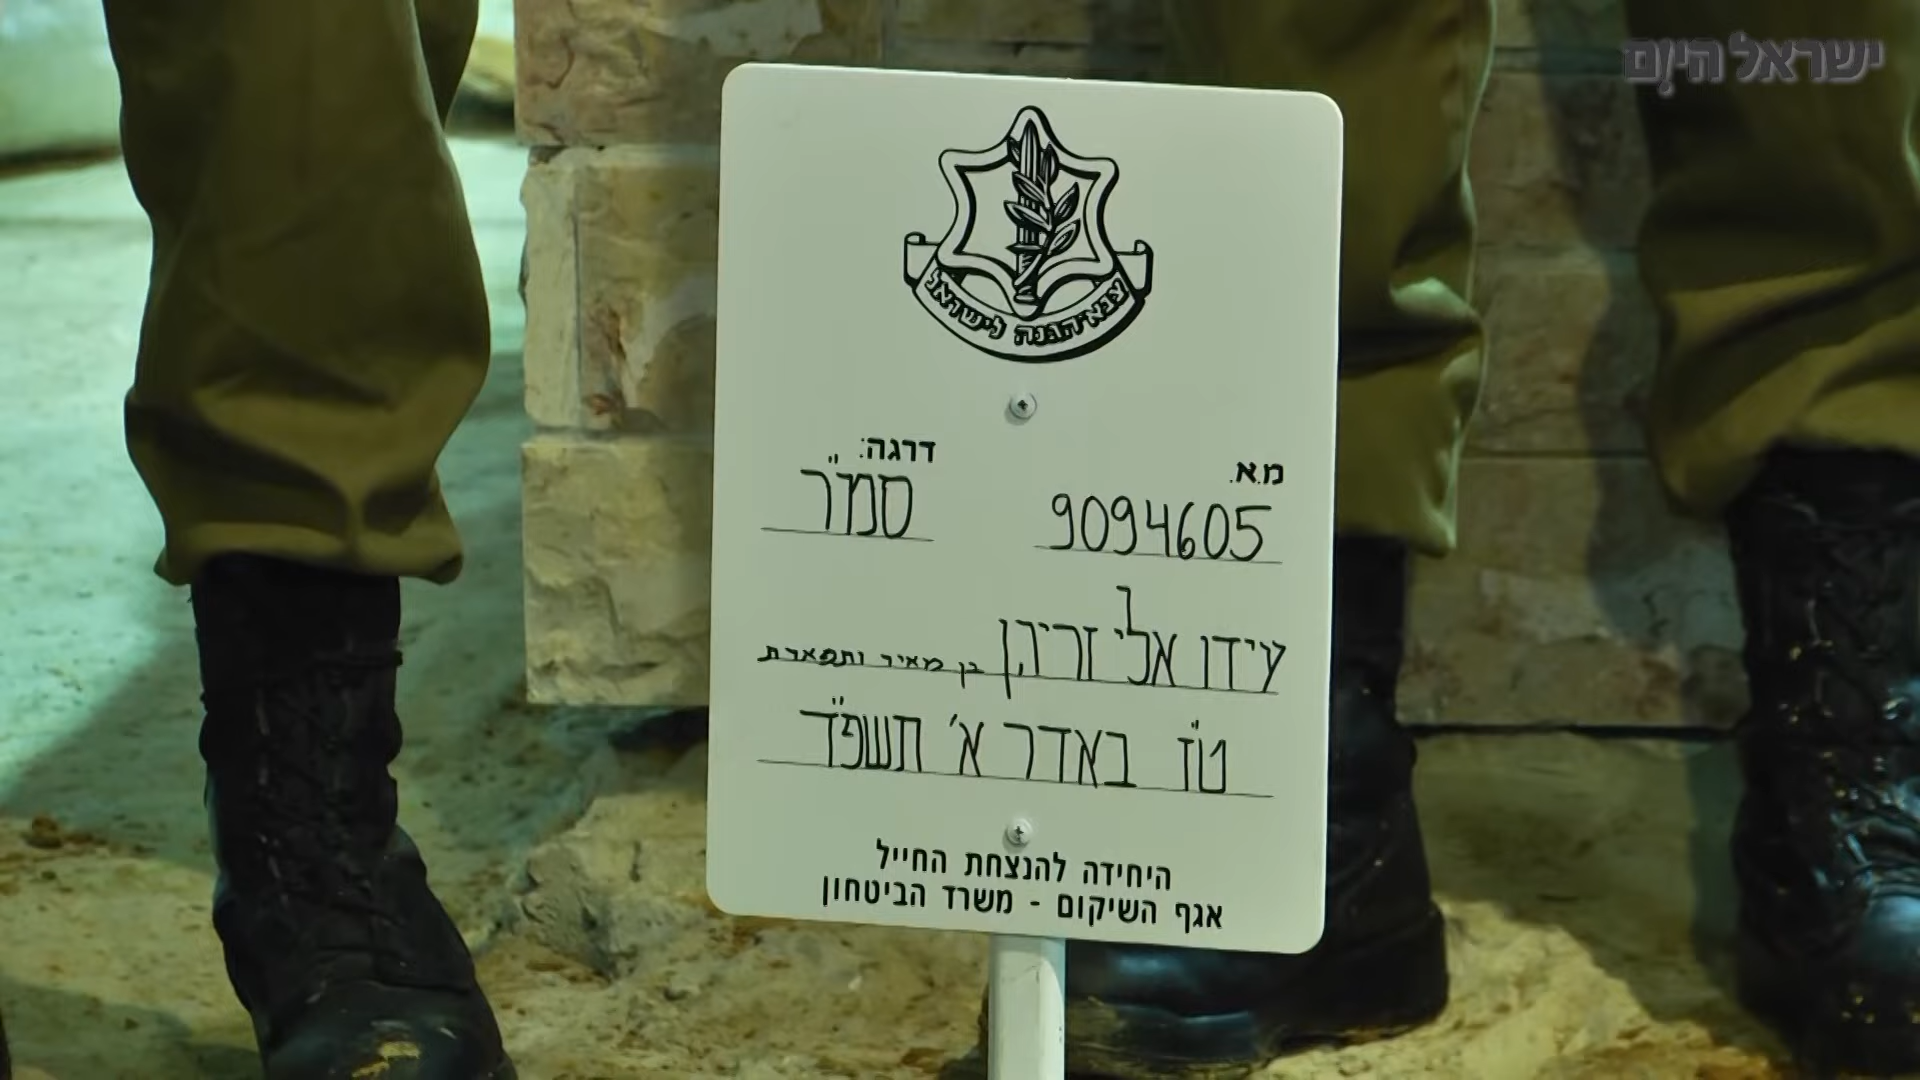 ישראל היום
צבא הגנה לישראל
מ.א. דרגה:
9094605 סמ"ר
עידו אלי זריהן בן מאיר ותפארת
ט"ז באדר א' תשפ"ד
היחידה להנצחת החייל
אגף השיקום - משרד הביטחון